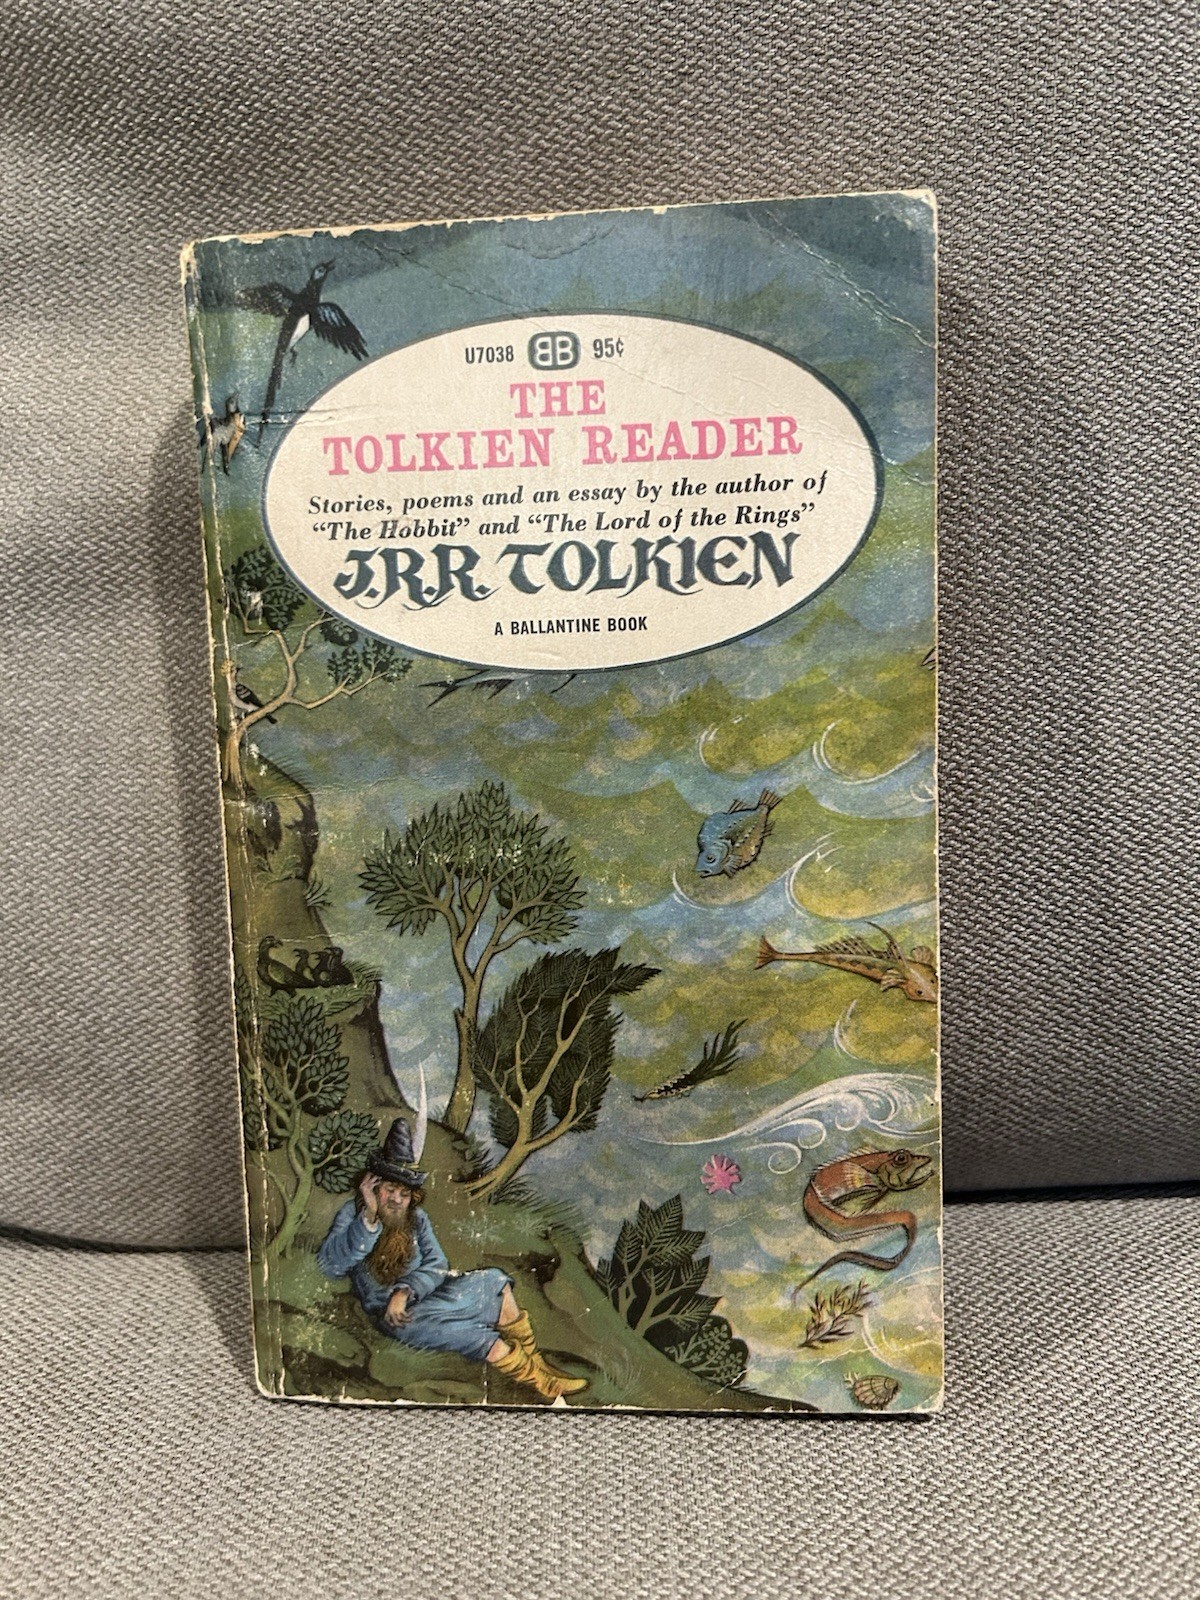 U7038 BB 95¢
THE
TOLKIEN READER
Stories, poems and an essay by the author of
“The Hobbit” and “The Lord of the Rings”
J.R.R. TOLKIEN
A BALLANTINE BOOK